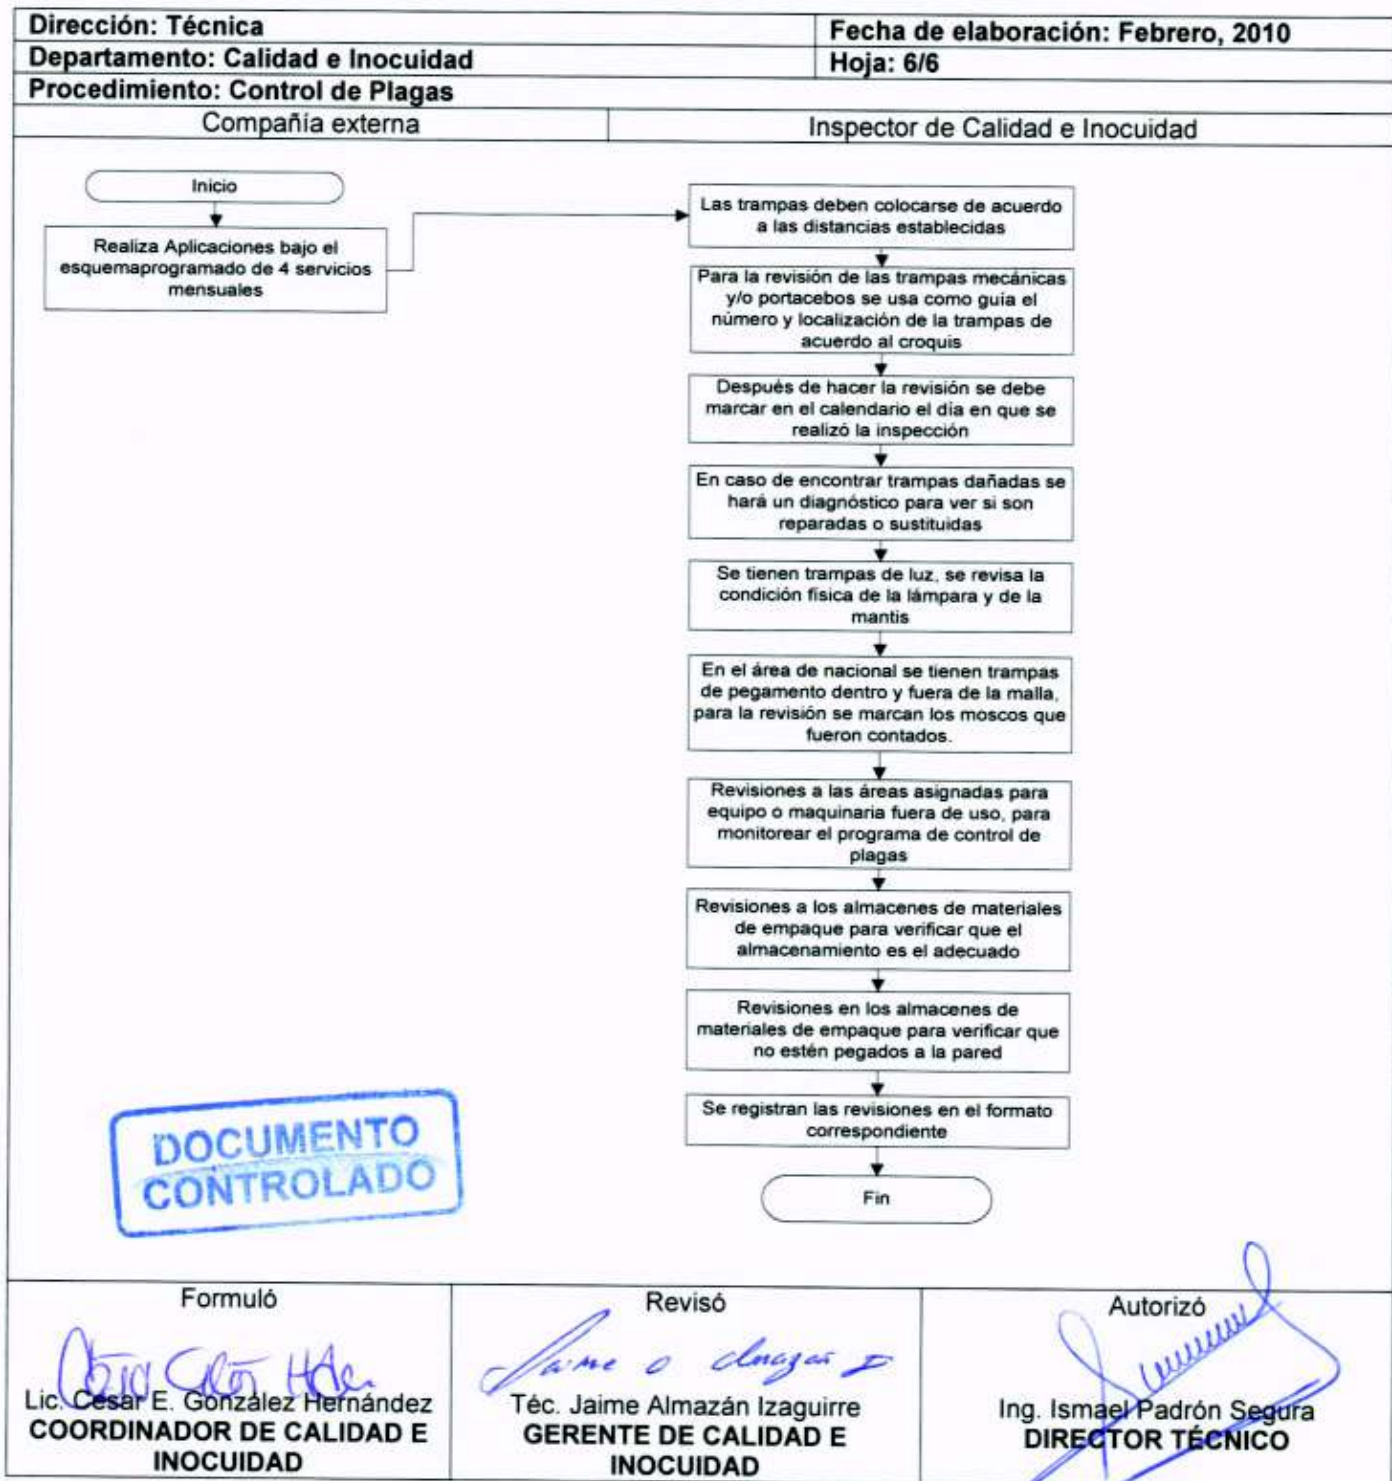 Dirección: Técnica
Fecha de elaboración: Febrero, 2010
Departamento: Calidad e Inocuidad
Hoja: 6/6
Procedimiento: Control de Plagas
Compañía externa
Inspector de Calidad e Inocuidad
Inicio
Realiza Aplicaciones bajo el
esquemaprogramado de 4 servicios
mensuales
Las trampas deben colocarse de acuerdo
a las distancias establecidas
Para la revisión de las trampas mecánicas
y/o portacebos se usa como guía el
número y localización de la trampas de
acuerdo al croquis
Después de hacer la revisión se debe
marcar en el calendario el día en que se
realizó la inspección
En caso de encontrar trampas dañadas se
hará un diagnóstico para ver si son
reparadas o sustituidas
Se tienen trampas de luz, se revisa la
condición física de la lámpara y de la
mantis
En el área de nacional se tienen trampas
de pegamento dentro y fuera de la malla,
para la revisión se marcan los moscos que
fueron contados.
Revisiones a las áreas asignadas para
equipo o maquinaria fuera de uso, para
monitorear el programa de control de
plagas
Revisiones a los almacenes de materiales
de empaque para verificar que el
almacenamiento es el adecuado
Revisiones en los almacenes de
materiales de empaque para verificar que
no estén pegados a la pared
Se registran las revisiones en el formato
correspondiente
Fin
DOCUMENTO
CONTROLADO
Formuló
Lic. Cesar E. González Hernández
COORDINADOR DE CALIDAD E
INOCUIDAD
Revisó
Téc. Jaime Almazán Izaguirre
GERENTE DE CALIDAD E
INOCUIDAD
Autorizó
Ing. Ismael Padrón Segura
DIRECTOR TÉCNICO